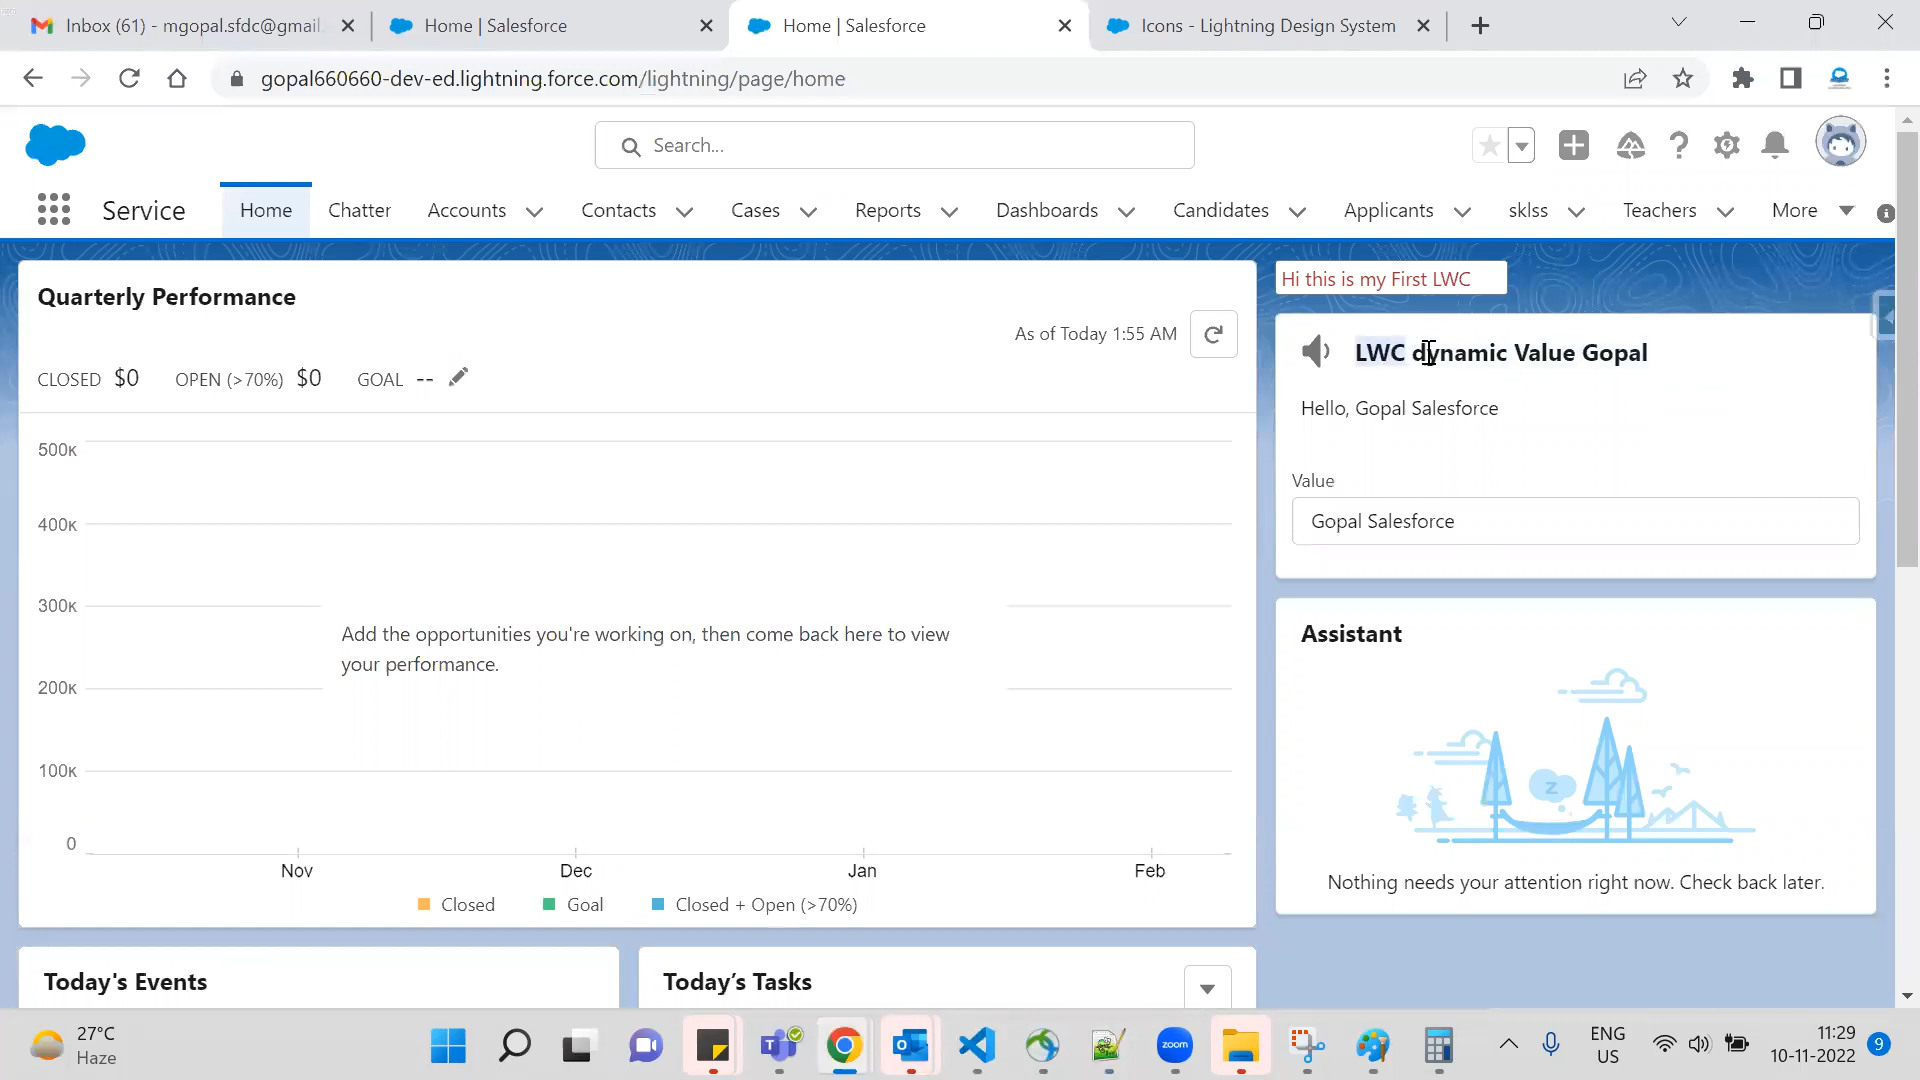 Inbox (61) - mgopal.sfdc@gmail.
Home | Salesforce
Home | Salesforce
Icons - Lightning Design System
gopal660660-dev-ed.lightning.force.com/lightning/page/home
Search...
Service
Home
Chatter
Accounts
Contacts
Cases
Reports
Dashboards
Candidates
Applicants
sklss
Teachers
More
Quarterly Performance
As of Today 1:55 AM
CLOSED $0 OPEN (>70%) $0 GOAL --
500K
400K
300K
200K
100K
0
Add the opportunities you're working on, then come back here to view
your performance.
Nov
Dec
Jan
Feb
Closed
Goal
Closed + Open (>70%)
Hi this is my First LWC
LWC dynamic Value Gopal
Hello, Gopal Salesforce
Value
Gopal Salesforce
Assistant
z
Nothing needs your attention right now. Check back later.
Today's Events
Today's Tasks
27°C
Haze
zoom
ENG
US
11:29
10-11-2022
9